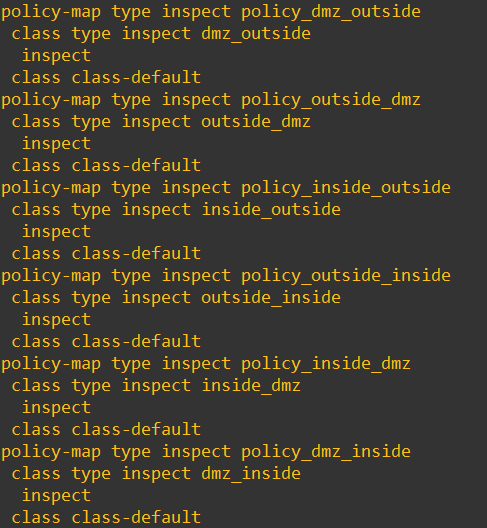 policy-map type inspect policy_dmz_outside
 class type inspect dmz_outside
  inspect
 class class-default
policy-map type inspect policy_outside_dmz
 class type inspect outside_dmz
  inspect
 class class-default
policy-map type inspect policy_inside_outside
 class type inspect inside_outside
  inspect
 class class-default
policy-map type inspect policy_outside_inside
 class type inspect outside_inside
  inspect
 class class-default
policy-map type inspect policy_inside_dmz
 class type inspect inside_dmz
  inspect
 class class-default
policy-map type inspect policy_dmz_inside
 class type inspect dmz_inside
  inspect
 class class-default